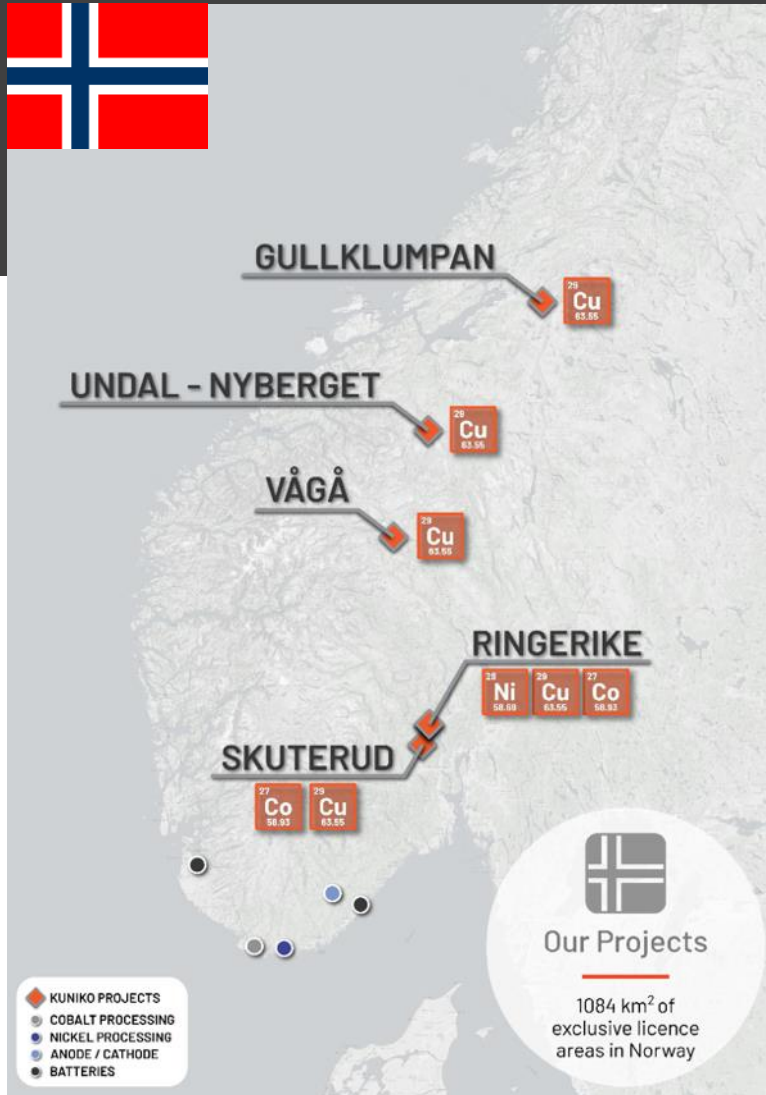 GULLKLUMPAN
29
Cu
63.55
UNDAL - NYBERGET
29
Cu
63.55
VÅGÅ
29
Cu
63.55
RINGERIKE
28
Ni
58.69
29
Cu
63.55
27
Co
58.93
SKUTERUD
27
Co
58.93
29
Cu
63.55
KUNIKO PROJECTS
COBALT PROCESSING
NICKEL PROCESSING
ANODE / CATHODE
BATTERIES
Our Projects
1084 km² of
exclusive licence
areas in Norway